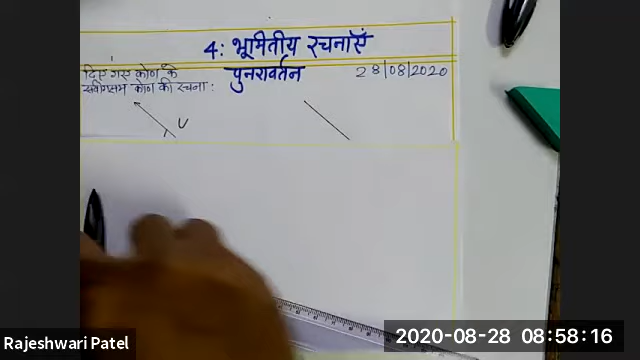 4: भूमितीय रचनाएँ
पुनरावर्तन 28/08/2020
दिए गए कोण के
सर्वांगसम कोण की रचना:
U
Rajeshwari Patel
2020-08-28 08:58:16